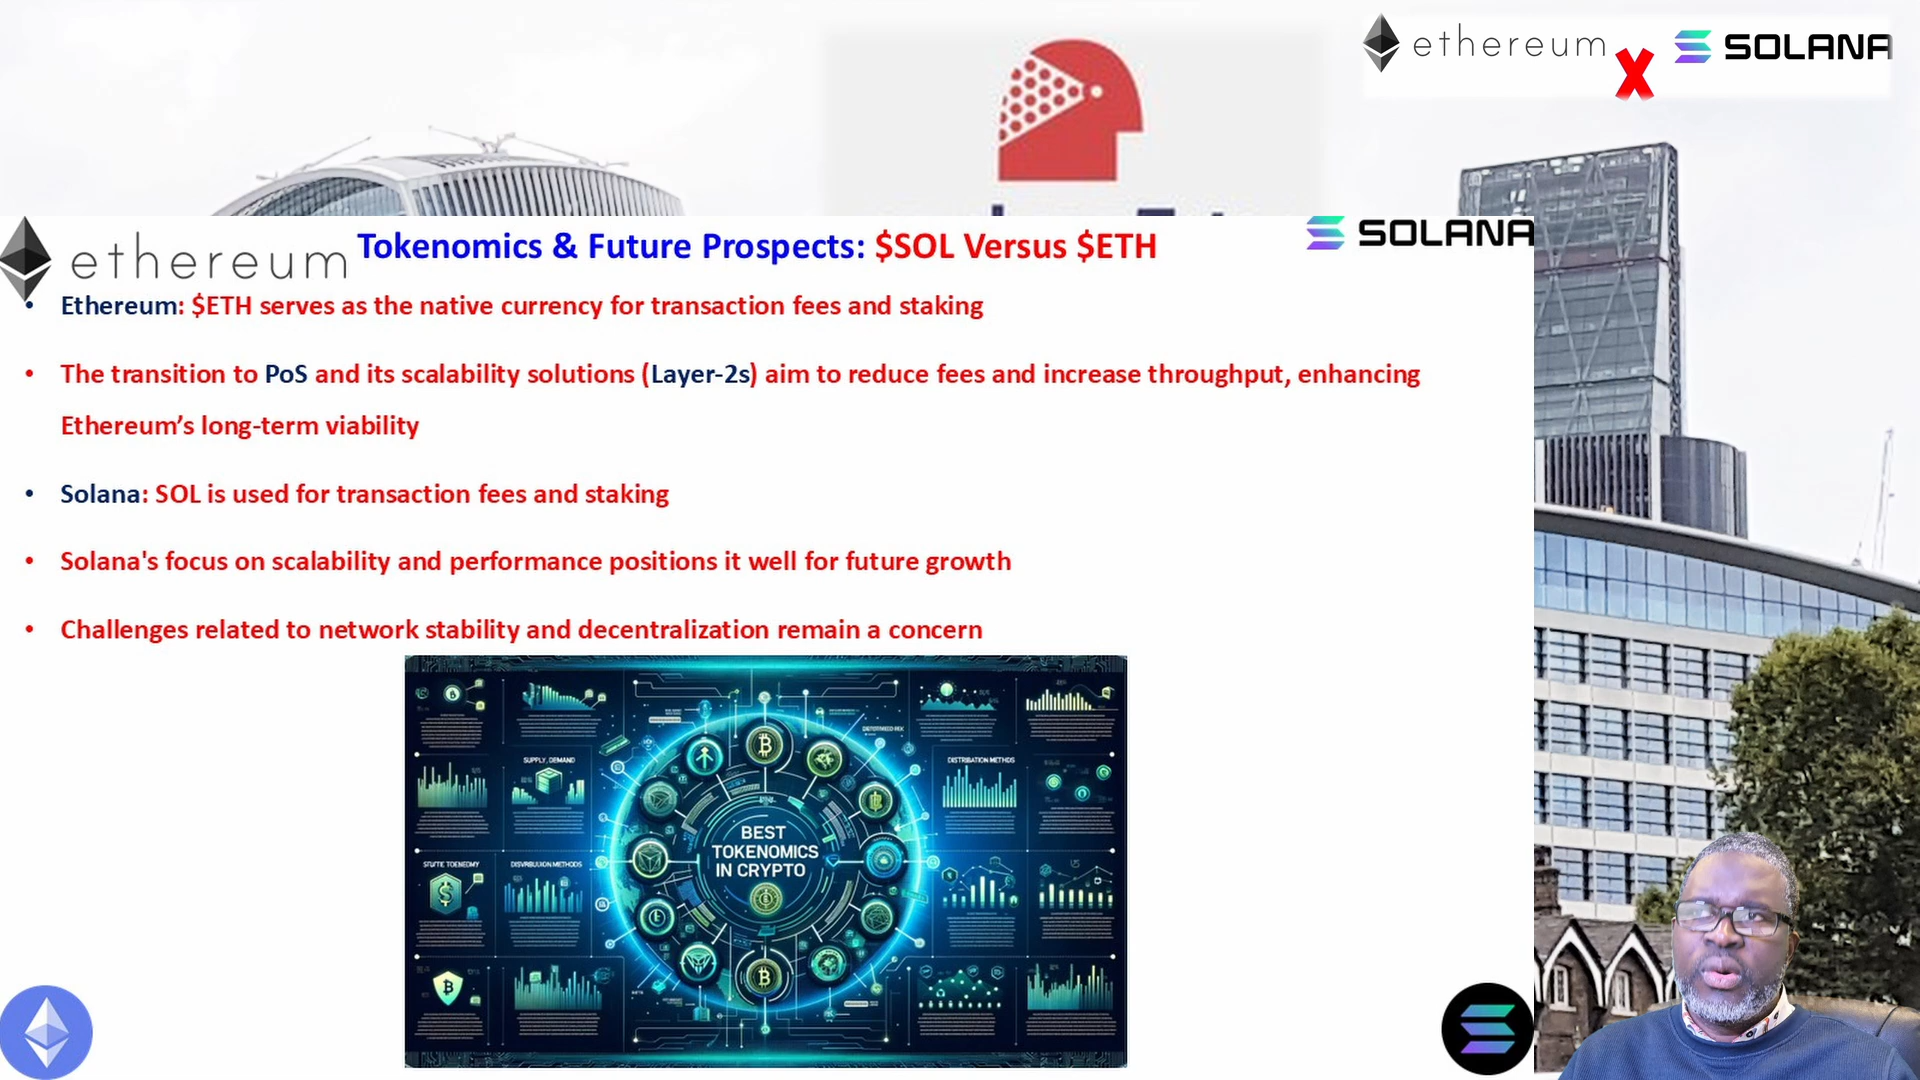 ethereum
X
SOLANA
ethereum
Tokenomics & Future Prospects: $SOL Versus $ETH
SOLANA
• Ethereum: $ETH serves as the native currency for transaction fees and staking
• The transition to PoS and its scalability solutions (Layer-2s) aim to reduce fees and increase throughput, enhancing
Ethereum’s long-term viability
• Solana: SOL is used for transaction fees and staking
• Solana's focus on scalability and performance positions it well for future growth
• Challenges related to network stability and decentralization remain a concern
SUPPLY, DEMAND
DISTRIBUTION METHDS
BEST
TOKENOMICS
IN CRYPTO